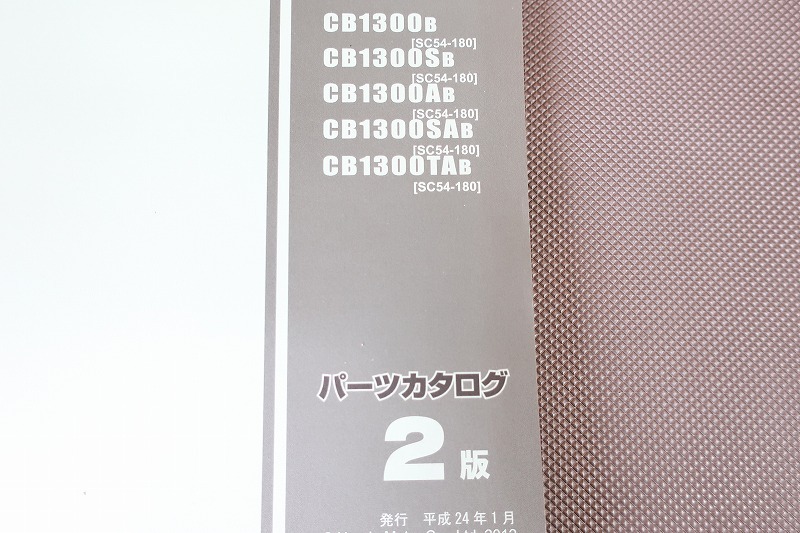 CB1300B
[SC54-180]
CB1300SB
[SC54-180]
CB1300AB
[SC54-180]
CB1300SAB
[SC54-180]
CB1300TAB
[SC54-180]
パーツカタログ
2版
発行 平成24年1月